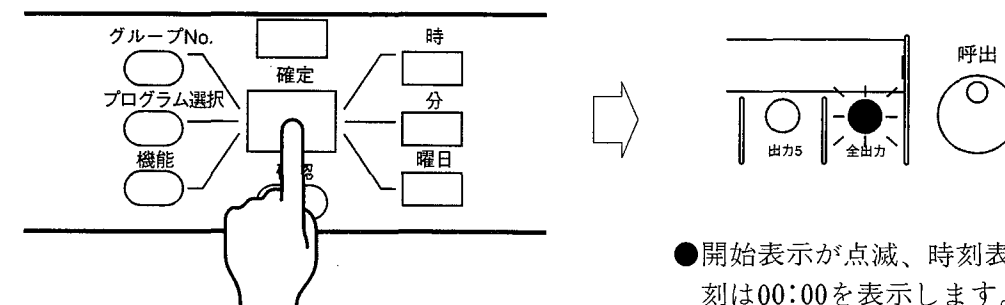 グループNo.
時
確定
プログラム選択
分
機能
曜日
呼出
出力5
全出力
●開始表示が点滅、時刻表
刻は00:00を表示します。